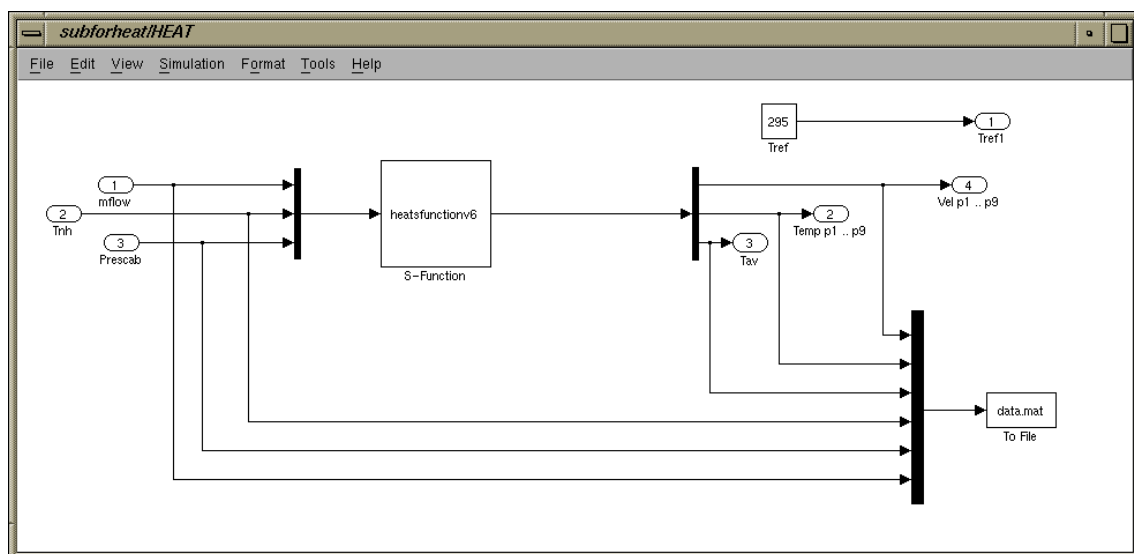 subforheat/HEAT
File Edit View Simulation Format Tools Help
295
Tref
1
Tref1
1
mflow
2
Tnh
3
Prescab
heatsfunctionv6
S-Function
4
Vel p1 .. p9
2
Temp p1 .. p9
3
Tav
data.mat
To File